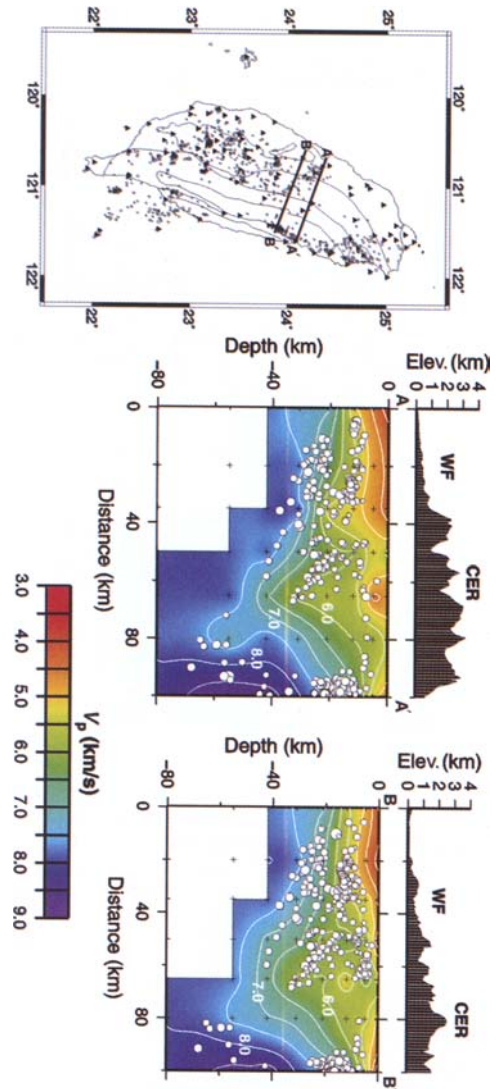 25°
24°
23°
22°
120°
121°
122°
120°
121°
122°
25°
24°
23°
22°
A
B
B
A
Elev. (km)
4
3
2
1
0
WF
CER
A
A'
Depth (km)
-40
-80
0
40
80
Distance (km)
6.0
7.0
8.0
Elev. (km)
4
3
2
1
0
WF
CER
B
B
Depth (km)
0
-40
-80
0
40
80
Distance (km)
6.0
7.0
8.0
3.0 4.0 5.0 6.0 7.0 8.0 9.0
Vp (km/s)